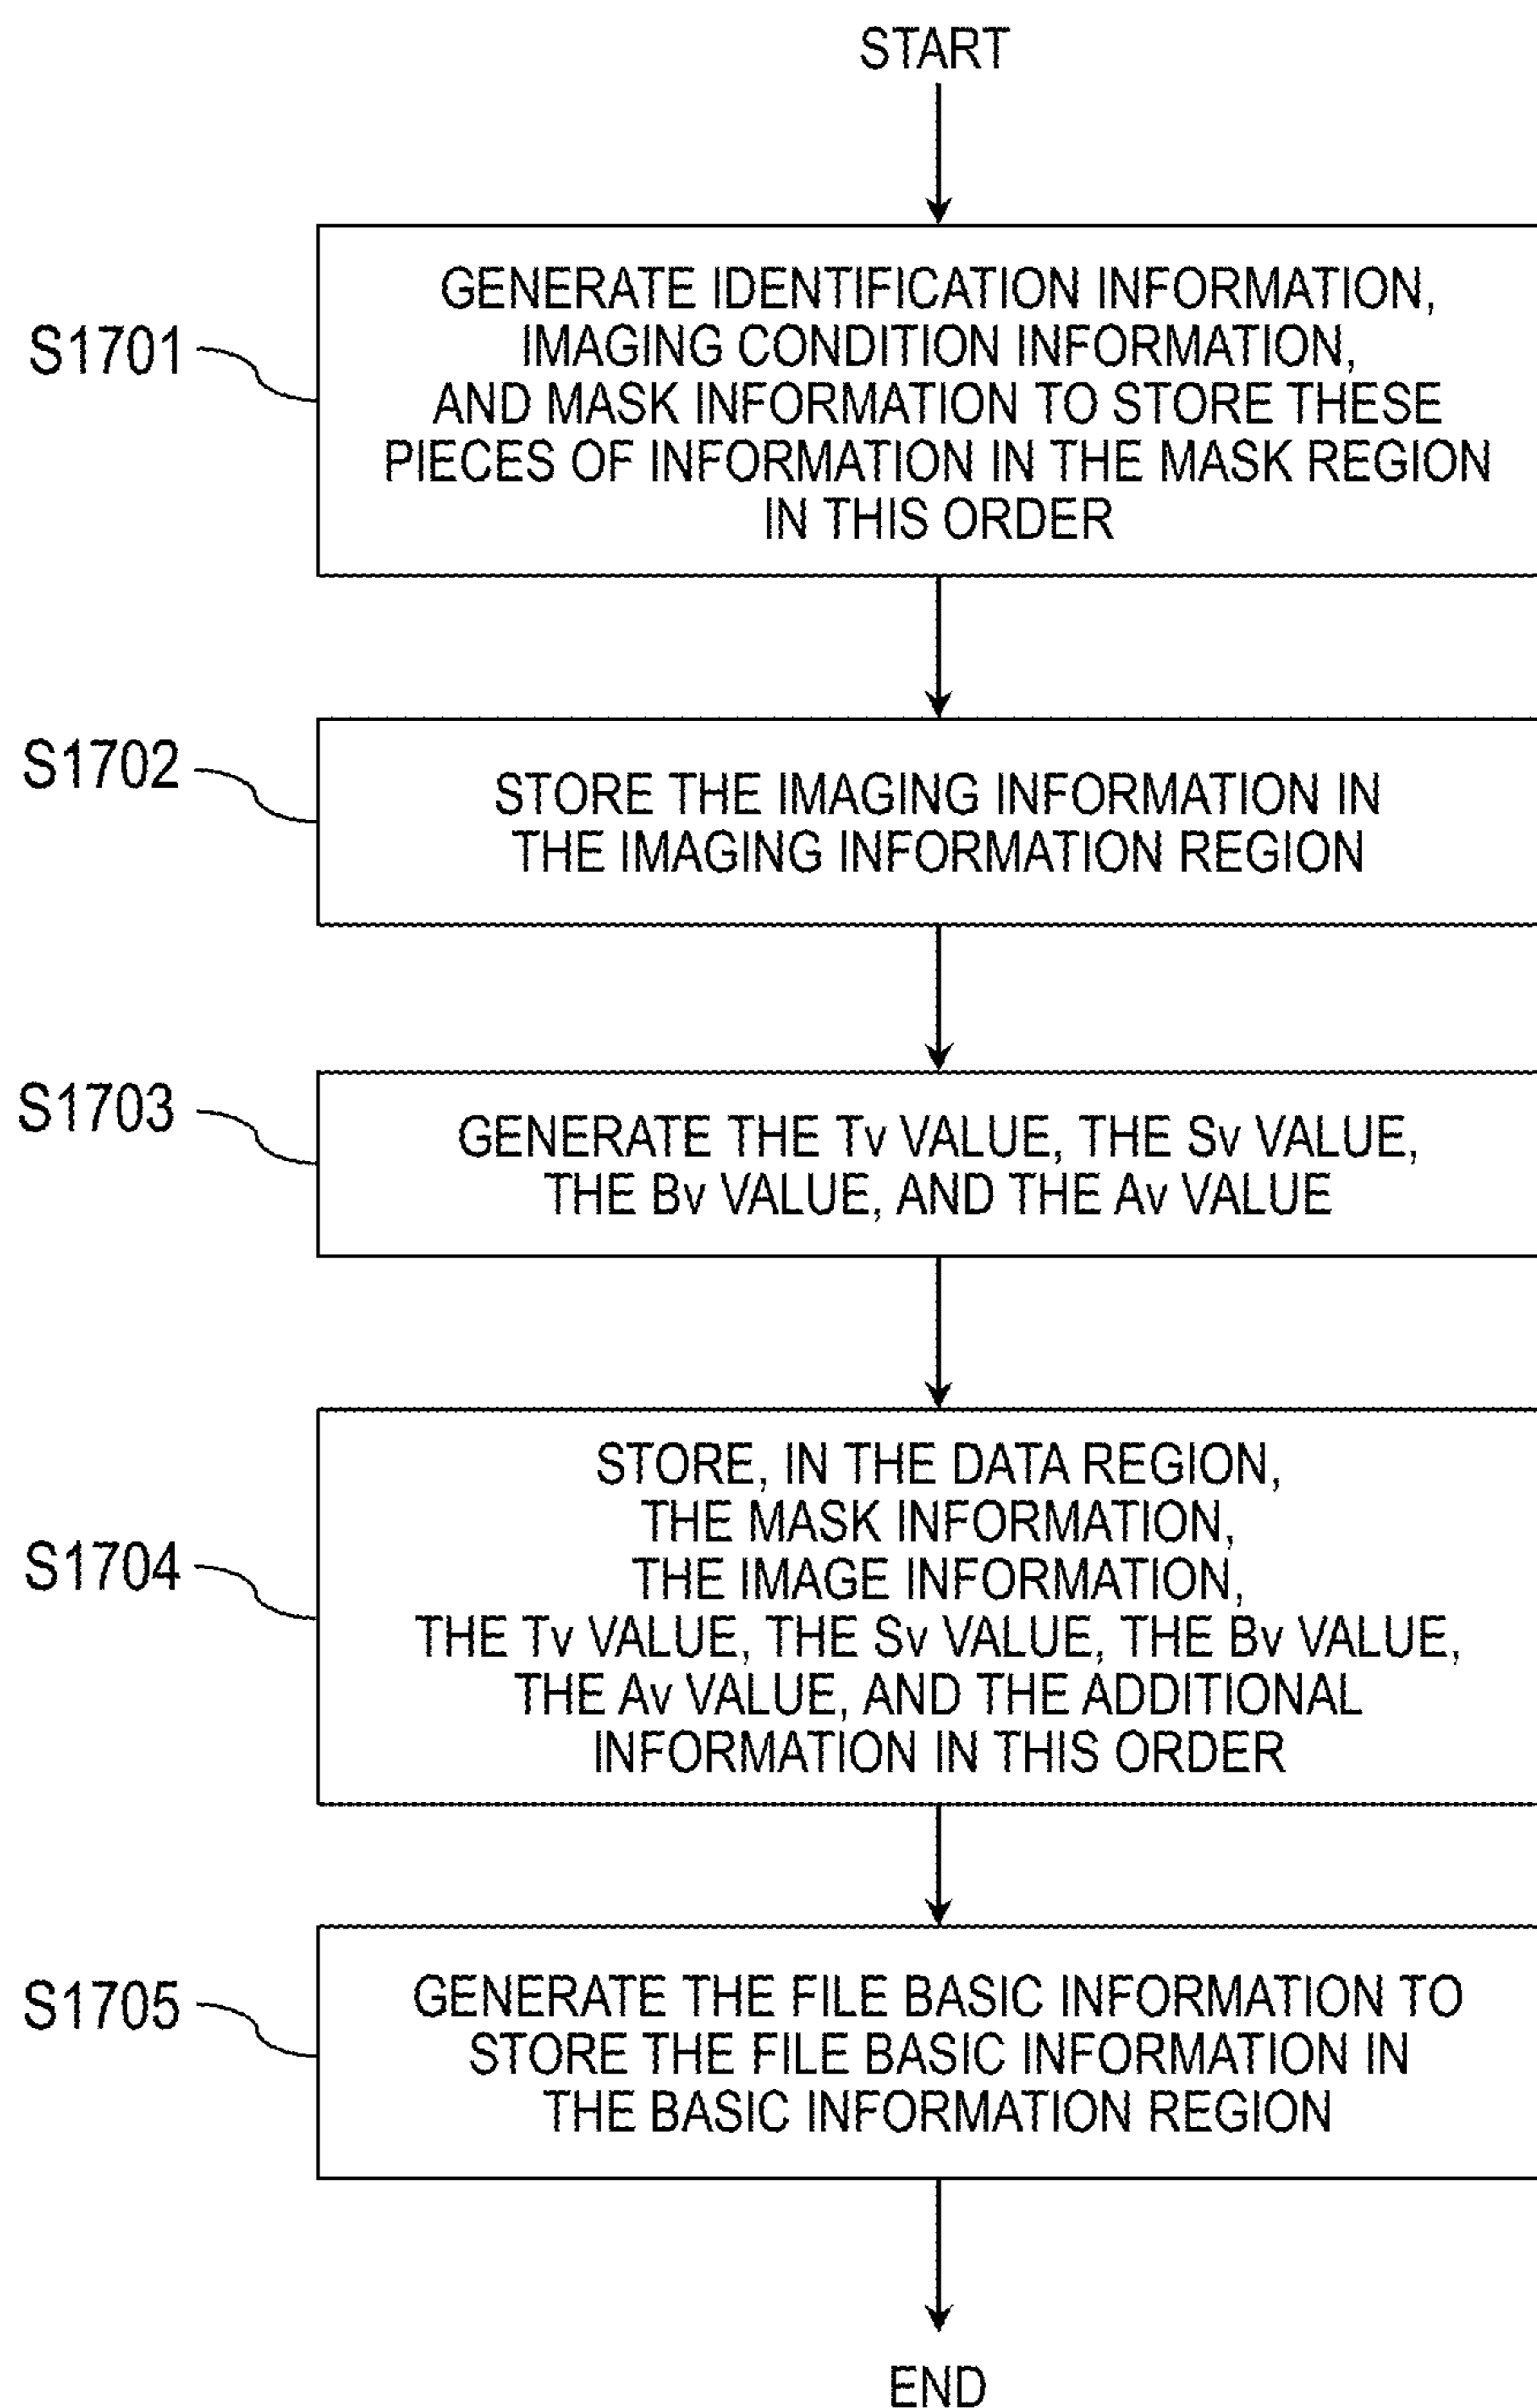 START
S1701
GENERATE IDENTIFICATION INFORMATION,
IMAGING CONDITION INFORMATION,
AND MASK INFORMATION TO STORE THESE
PIECES OF INFORMATION IN THE MASK REGION
IN THIS ORDER
S1702
STORE THE IMAGING INFORMATION IN
THE IMAGING INFORMATION REGION
S1703
GENERATE THE Tv VALUE, THE Sv VALUE,
THE Bv VALUE, AND THE Av VALUE
S1704
STORE, IN THE DATA REGION,
THE MASK INFORMATION,
THE IMAGE INFORMATION,
THE Tv VALUE, THE Sv VALUE, THE Bv VALUE,
THE Av VALUE, AND THE ADDITIONAL
INFORMATION IN THIS ORDER
S1705
GENERATE THE FILE BASIC INFORMATION TO
STORE THE FILE BASIC INFORMATION IN
THE BASIC INFORMATION REGION
END